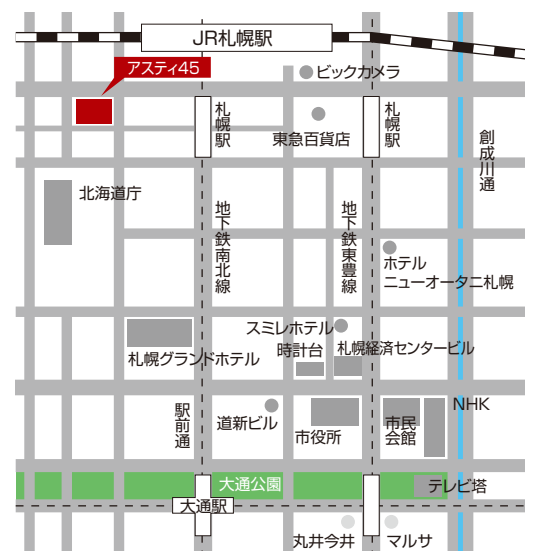 JR札幌駅
アスティ45
ビックカメラ
札幌駅
東急百貨店
札幌駅
創成川通
北海道庁
地下鉄南北線
地下鉄東豊線
ホテル
ニューオータニ札幌
スミレホテル
時計台
札幌経済センタービル
札幌グランドホテル
駅前通
道新ビル
市役所
市民
会館
NHK
大通公園
テレビ塔
大通駅
丸井今井
マルサ